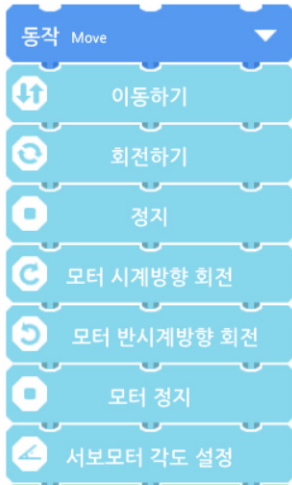 동작 Move
이동하기
회전하기
정지
모터 시계방향 회전
모터 반시계방향 회전
모터 정지
서보모터 각도 설정